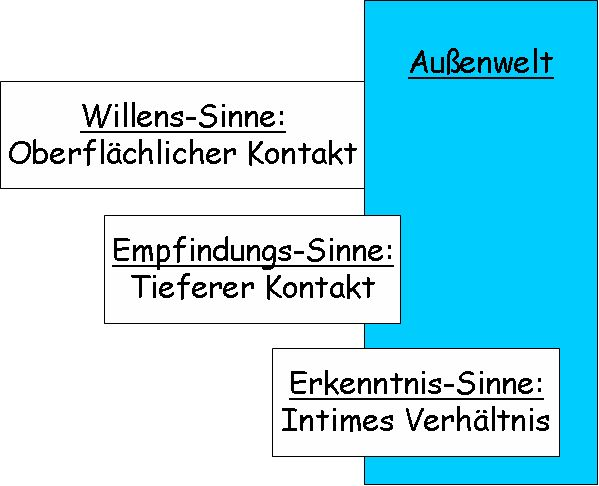 Außenwelt
Willens-Sinne:
Oberflächlicher Kontakt
Empfindungs-Sinne:
Tieferer Kontakt
Erkenntnis-Sinne:
Intimes Verhältnis